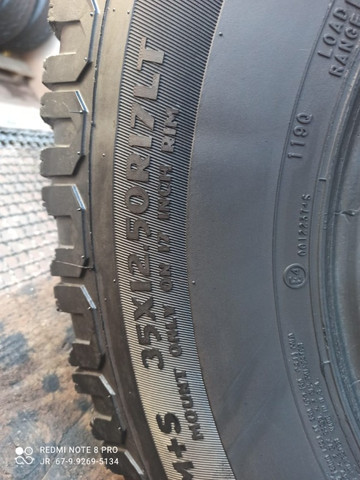 LOAD
RANGE
119Q
35X12.50R17LT
MOUNT ONLY ON 17 INCH RIM
M+S
REDMI NOTE 8 PRO
JR 67-9.9269-5134